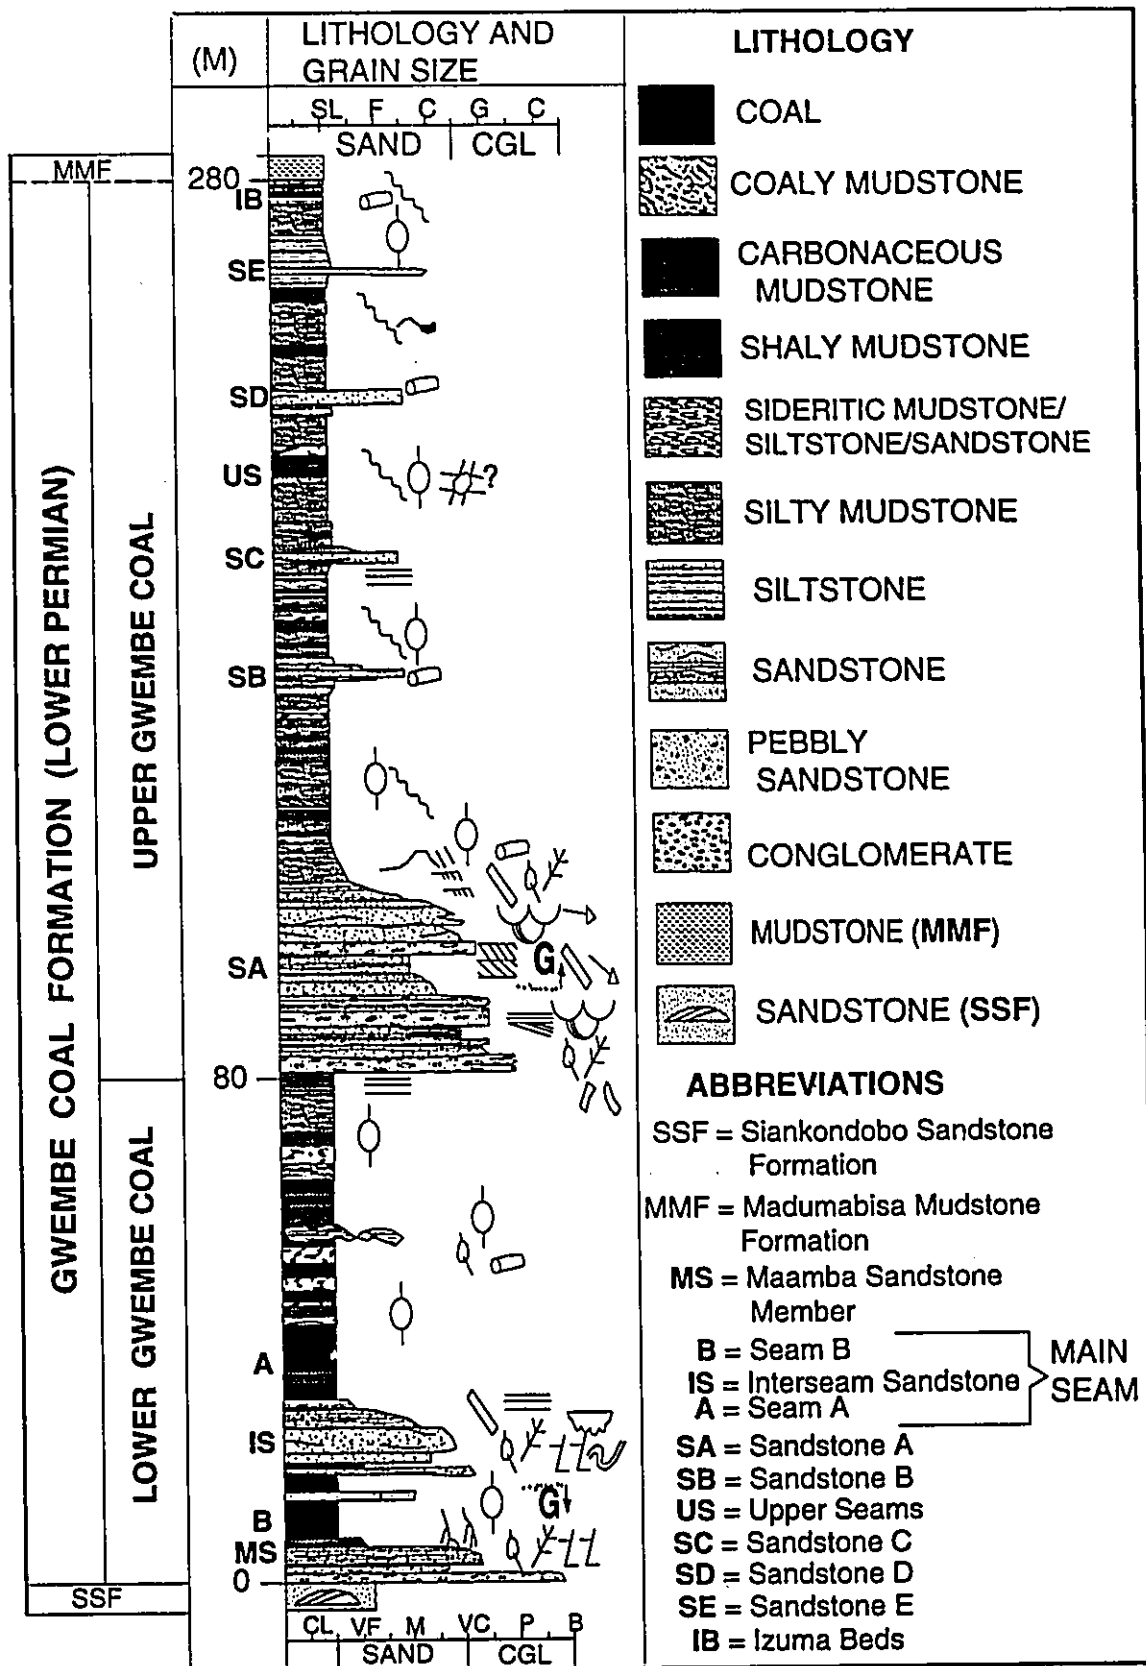 (M)
LITHOLOGY AND
GRAIN SIZE
SL F C G C
SAND CGL
MMF
280
IB
SE
SD
US
?
SC
SB
G
SA
80
A
IS
G
B
MS
0
SSF
CL VF M VC P B
SAND CGL
GWEMBE COAL FORMATION (LOWER PERMIAN)
UPPER GWEMBE COAL
LOWER GWEMBE COAL
LITHOLOGY
COAL
COALY MUDSTONE
CARBONACEOUS
MUDSTONE
SHALY MUDSTONE
SIDERITIC MUDSTONE/
SILTSTONE/SANDSTONE
SILTY MUDSTONE
SILTSTONE
SANDSTONE
PEBBLY
SANDSTONE
CONGLOMERATE
MUDSTONE (MMF)
SANDSTONE (SSF)
ABBREVIATIONS
SSF = Siankondobo Sandstone
Formation
MMF = Madumabisa Mudstone
Formation
MS = Maamba Sandstone
Member
B = Seam B
IS = Interseam Sandstone
A = Seam A
MAIN
SEAM
SA = Sandstone A
SB = Sandstone B
US = Upper Seams
SC = Sandstone C
SD = Sandstone D
SE = Sandstone E
IB = Izuma Beds